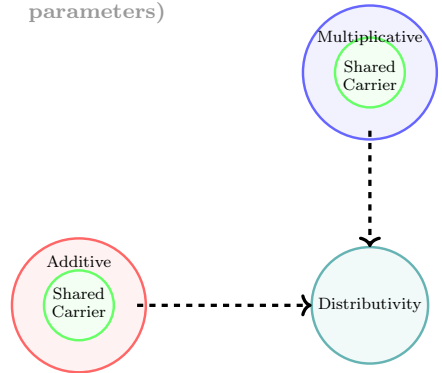 parameters)
Multiplicative
Shared
Carrier
Additive
Shared
Carrier
Distributivity